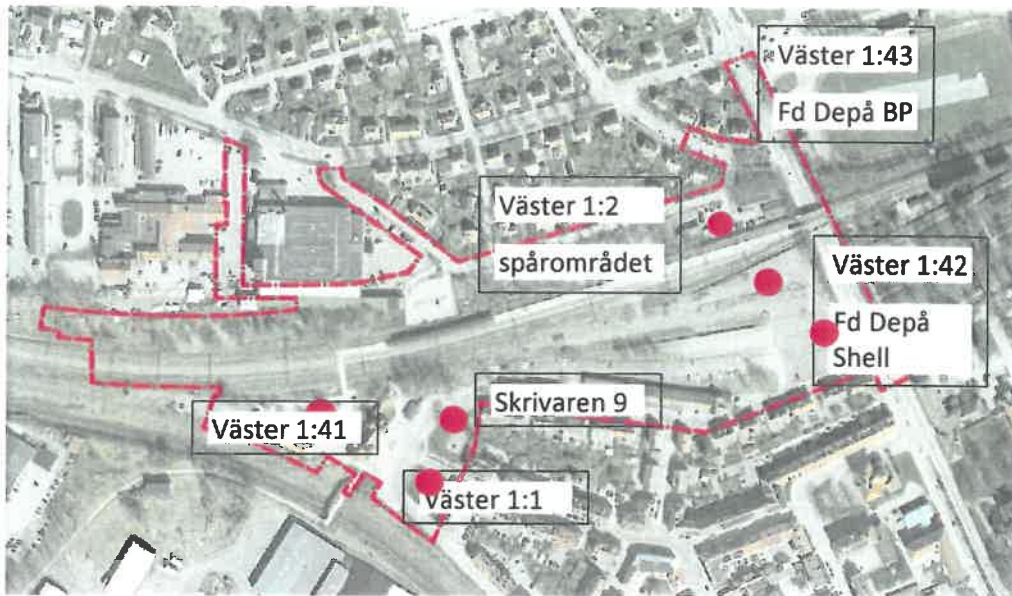 Väster 1:43
Fd Depå BP
Väster 1:2
spårområdet
Väster 1:42
Fd Depå
Shell
Skrivaren 9
Väster 1:41
Väster 1:1